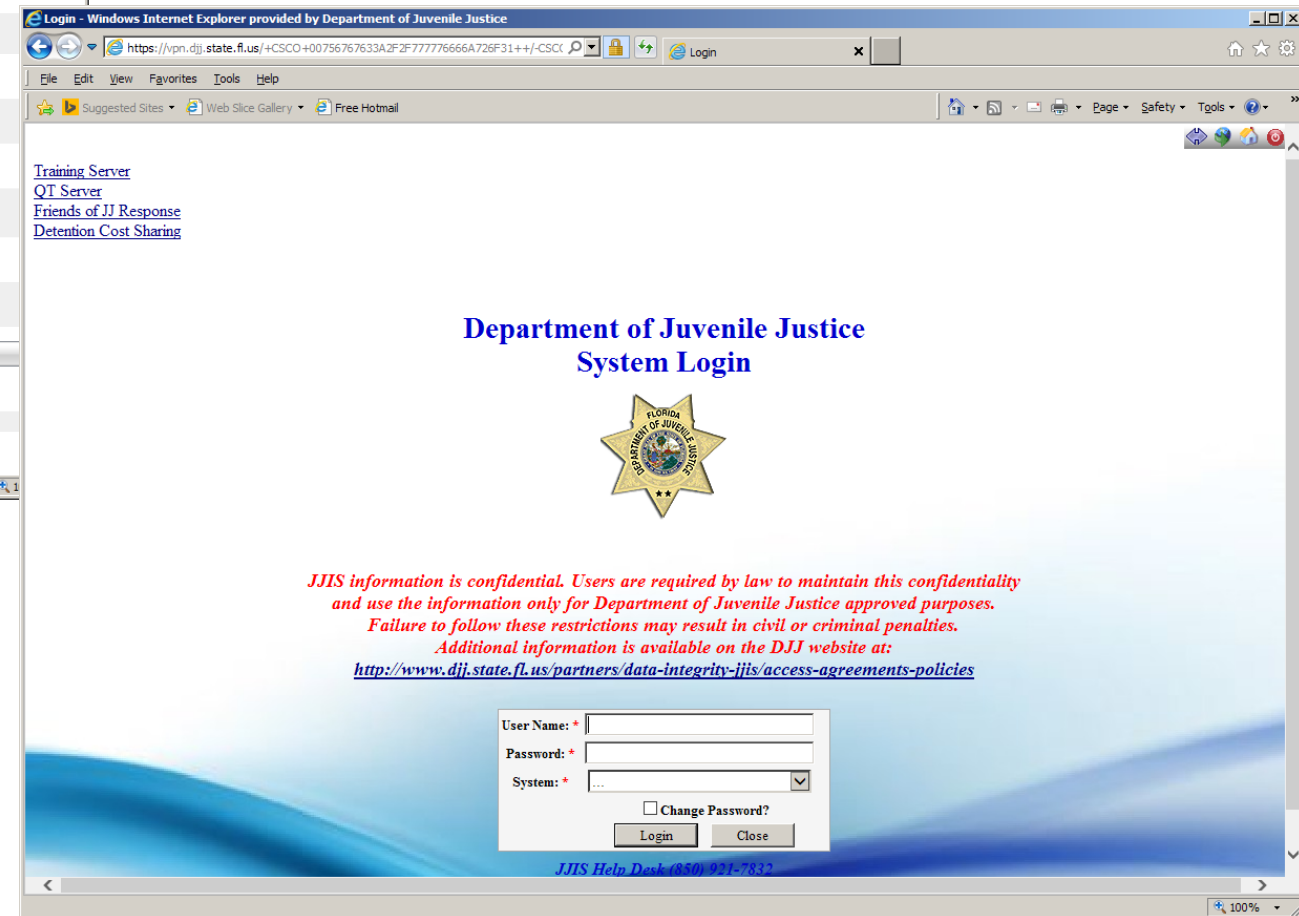 Login - Windows Internet Explorer provided by Department of Juvenile Justice
https://vpn.djj.state.fl.us/+CSCO+00756767633A2F2F777776666A726F31++/-CSC( Login
File Edit View Favorites Tools Help
Suggested Sites Web Slice Gallery Free Hotmail Page Safety Tools
Training Server
QT Server
Friends of JJ Response
Detention Cost Sharing
Department of Juvenile Justice
System Login
FLORIDA
DEPARTMENT OF JUVENILE JUSTICE
JJIS information is confidential. Users are required by law to maintain this confidentiality
and use the information only for Department of Juvenile Justice approved purposes.
Failure to follow these restrictions may result in civil or criminal penalties.
Additional information is available on the DJJ website at:
http://www.djj.state.fl.us/partners/data-integrity-jjis/access-agreements-policies
User Name: *
Password: *
System: * ...
Change Password?
Login Close
JJIS Help Desk (850) 921-7832
100%